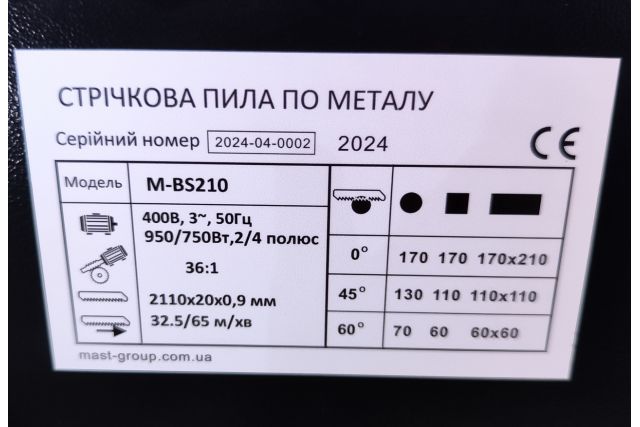 СТРІЧКОВА ПИЛА ПО МЕТАЛУ
Серійний номер 2024-04-0002 2024 CE
Модель M-BS210
400В, 3~, 50Гц
950/750Вт,2/4 полюс
36:1
2110x20x0,9 мм
32.5/65 м/хв
0° 170 170 170x210
45° 130 110 110x110
60° 70 60 60x60
mast-group.com.ua